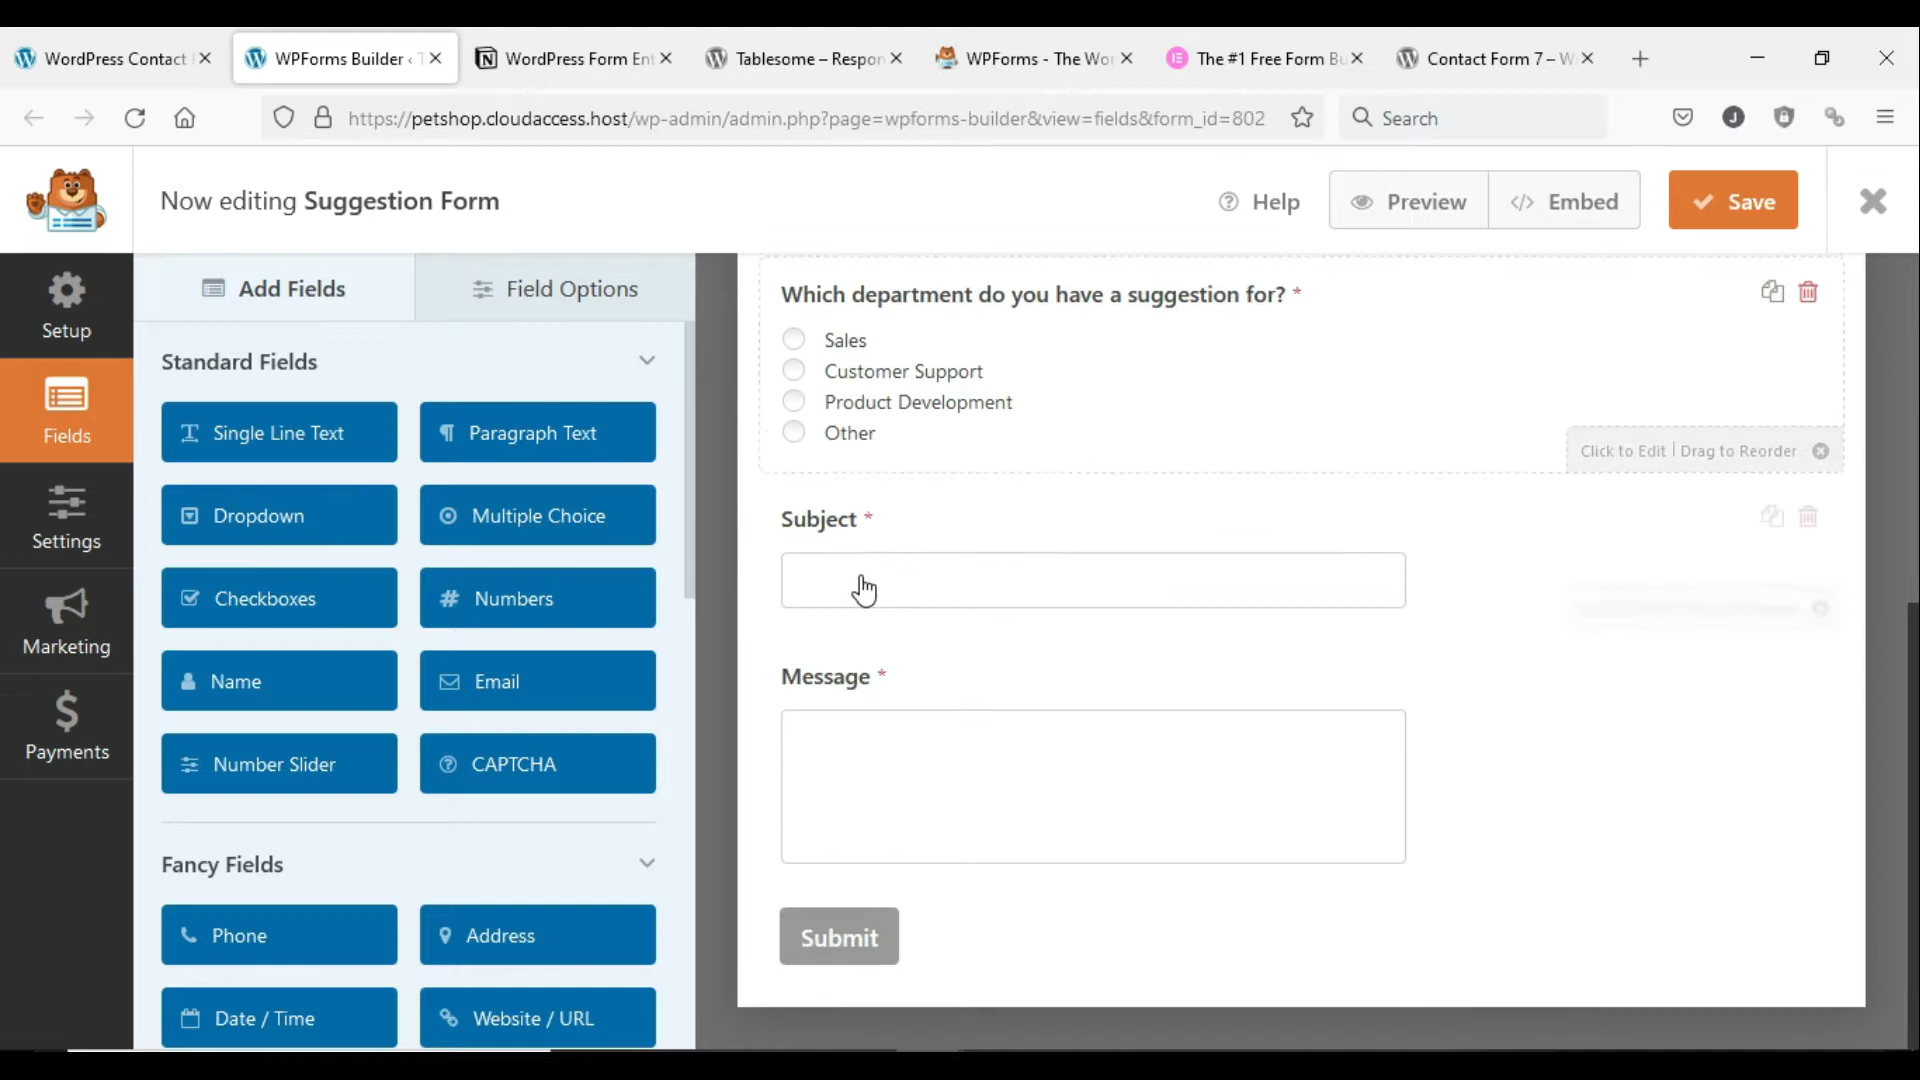 WordPress Contact
WPForms Builder ‹ T
WordPress Form Ent
Tablesome – Respon
WPForms - The Wor
The #1 Free Form Bu
Contact Form 7 – W
https://petshop.cloudaccess.host/wp-admin/admin.php?page=wpforms-builder&view=fields&form_id=802
Search
J
Now editing Suggestion Form
Help
Preview
</> Embed
Save
Setup
Fields
Settings
Marketing
Payments
Add Fields
Field Options
Standard Fields
Single Line Text
Paragraph Text
Dropdown
Multiple Choice
Checkboxes
Numbers
Name
Email
Number Slider
CAPTCHA
Fancy Fields
Phone
Address
Date / Time
Website / URL
Which department do you have a suggestion for? *
Sales
Customer Support
Product Development
Other
Click to Edit | Drag to Reorder
Subject *
Message *
Submit